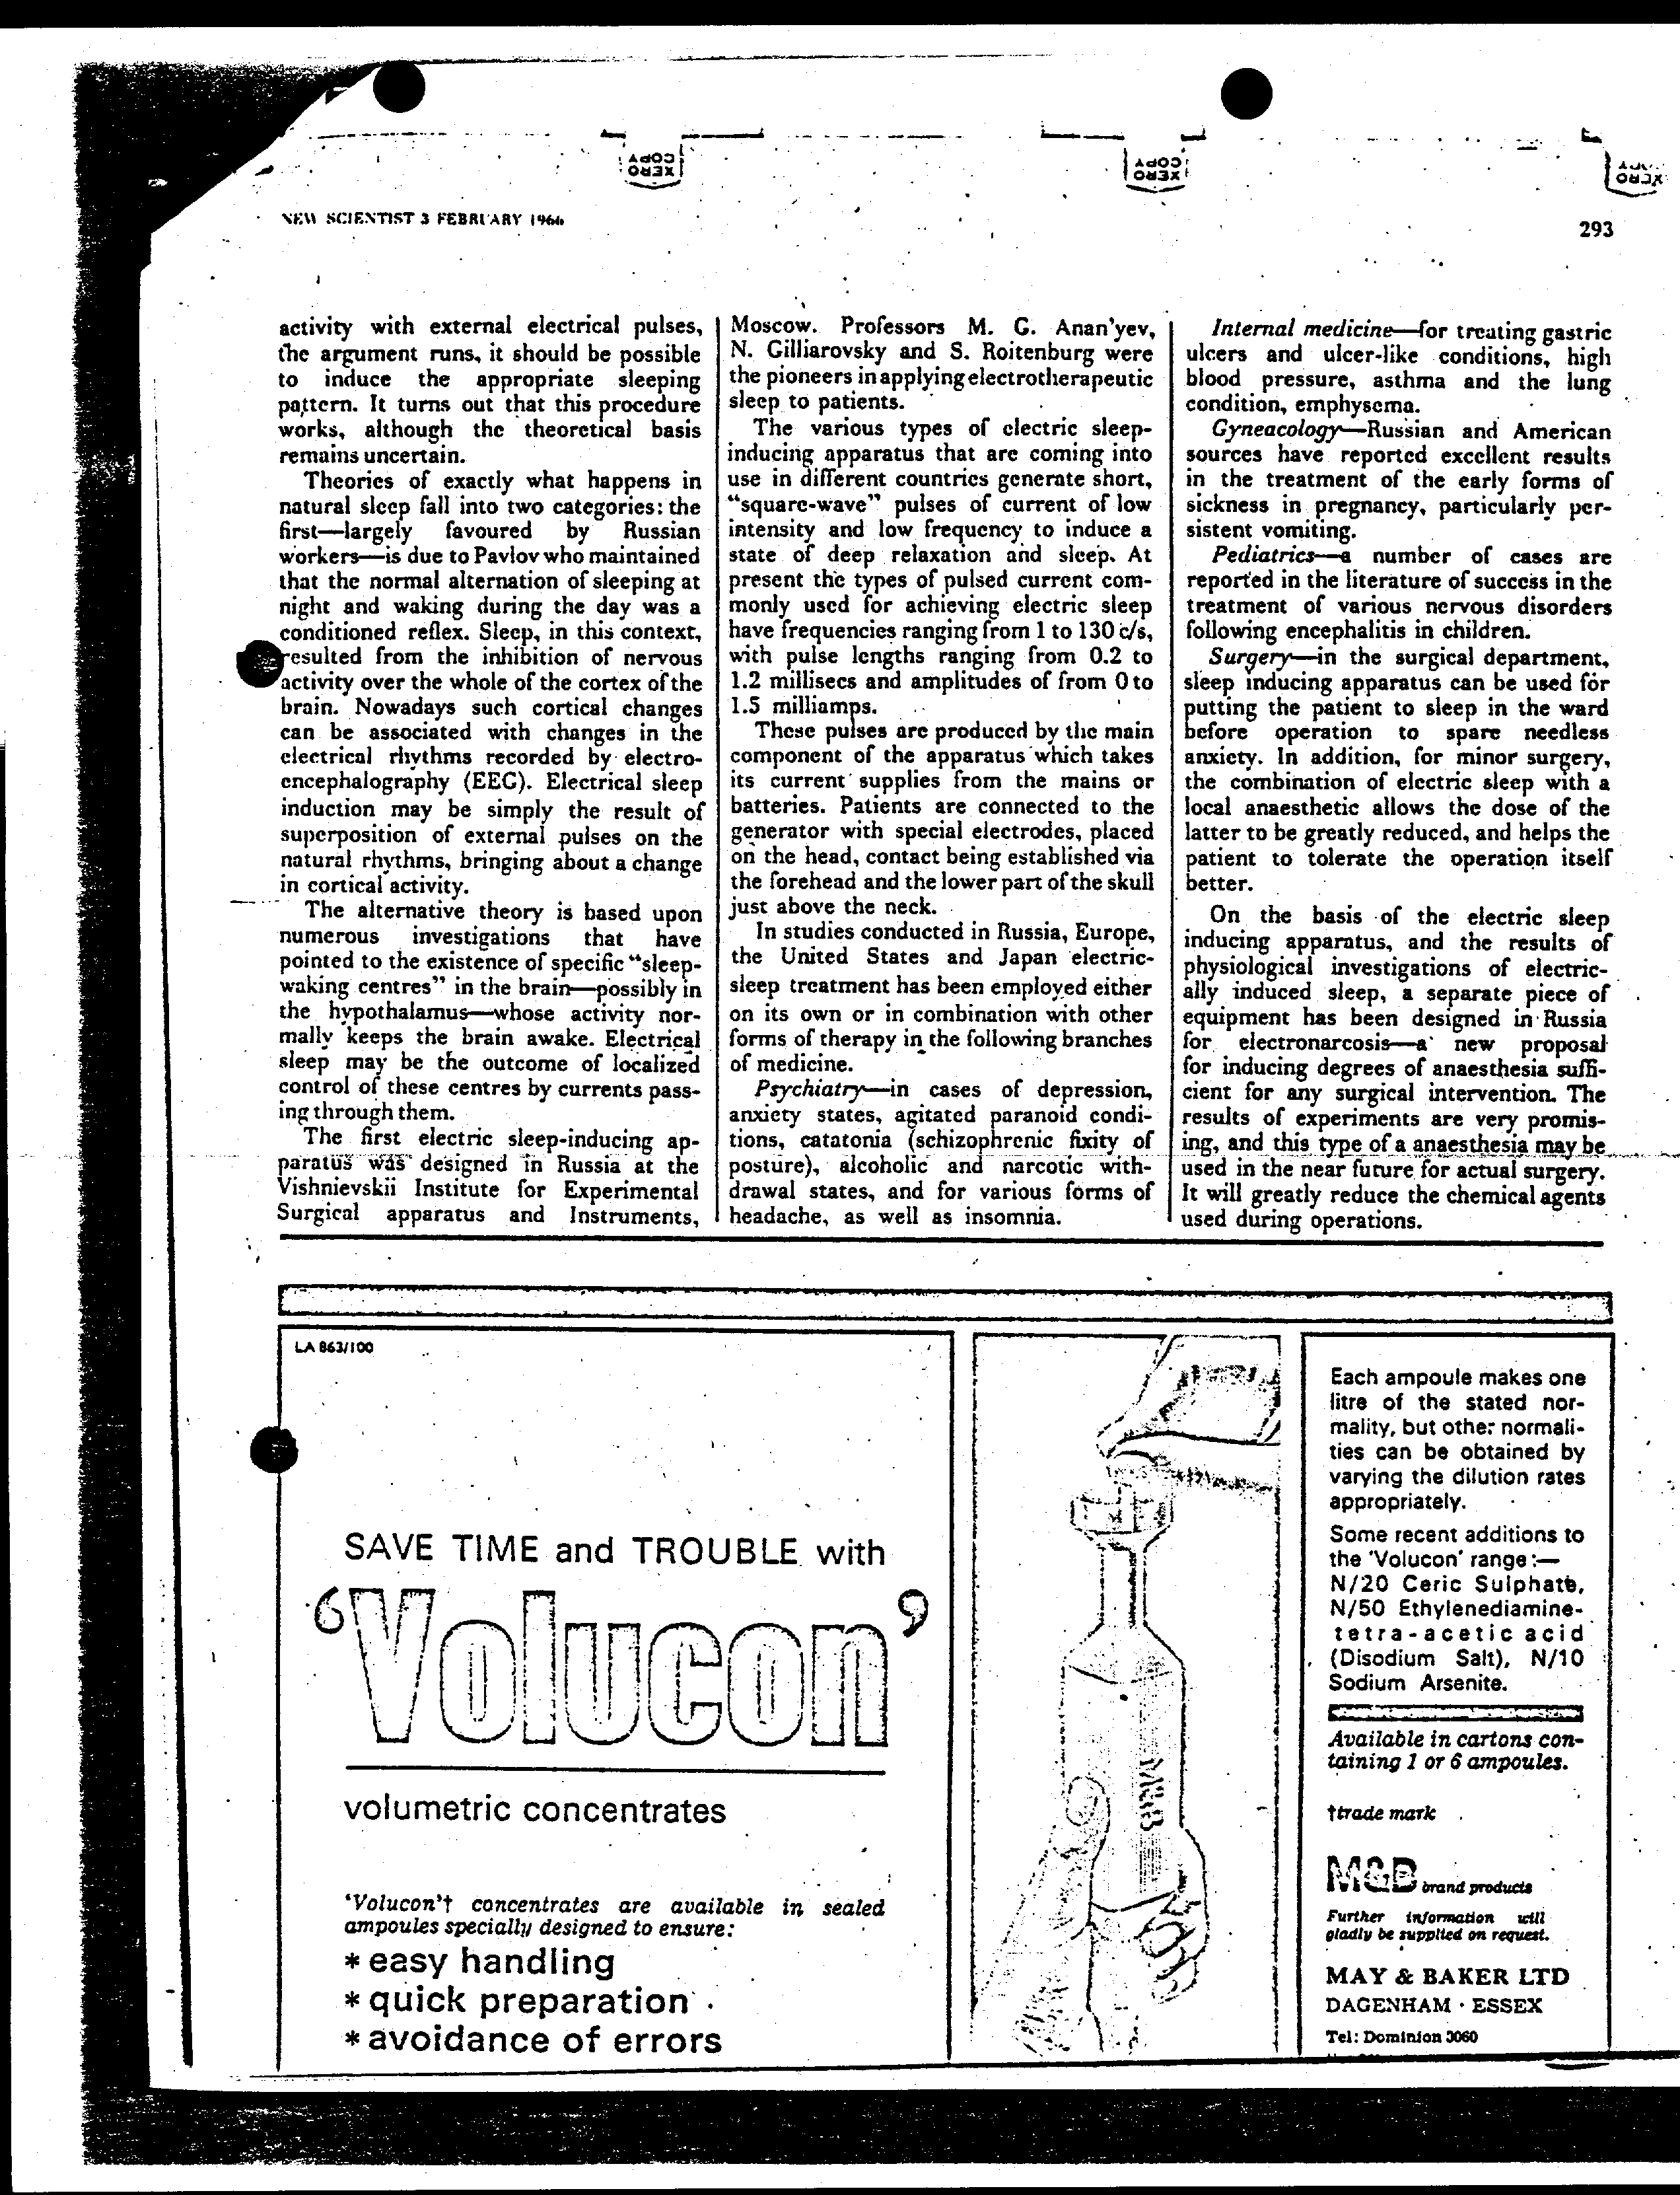 XERO
COPY
XERO
COPY
XERO
NEW SCIENTIST 3 FEBRUARY 1966
293
activity with external electrical pulses,
the argument runs, it should be possible
to induce the appropriate sleeping
pattern. It turns out that this procedure
works, although the theoretical basis
remains uncertain.
Theories of exactly what happens in
natural sleep fall into two categories: the
first—largely favoured by Russian
workers—is due to Pavlov who maintained
that the normal alternation of sleeping at
night and waking during the day was a
conditioned reflex. Sleep, in this context,
resulted from the inhibition of nervous
activity over the whole of the cortex of the
brain. Nowadays such cortical changes
can be associated with changes in the
electrical rhythms recorded by electro-
encephalography (EEG). Electrical sleep
induction may be simply the result of
superposition of external pulses on the
natural rhythms, bringing about a change
in cortical activity.
The alternative theory is based upon
numerous investigations that have
pointed to the existence of specific "sleep-
waking centres" in the brain—possibly in
the hypothalamus—whose activity nor-
mally keeps the brain awake. Electrical
sleep may be the outcome of localized
control of these centres by currents pass-
ing through them.
The first electric sleep-inducing ap-
paratus was designed in Russia at the
Vishnievskii Institute for Experimental
Surgical apparatus and Instruments,
Moscow. Professors M. G. Anan'yev,
N. Gilliarovsky and S. Roitenburg were
the pioneers in applying electrotherapeutic
sleep to patients.
The various types of electric sleep-
inducing apparatus that are coming into
use in different countries generate short,
"square-wave" pulses of current of low
intensity and low frequency to induce a
state of deep relaxation and sleep. At
present the types of pulsed current com-
monly used for achieving electric sleep
have frequencies ranging from 1 to 130 c/s,
with pulse lengths ranging from 0.2 to
1.2 millisecs and amplitudes of from 0 to
1.5 milliamps.
These pulses are produced by the main
component of the apparatus which takes
its current supplies from the mains or
batteries. Patients are connected to the
generator with special electrodes, placed
on the head, contact being established via
the forehead and the lower part of the skull
just above the neck.
In studies conducted in Russia, Europe,
the United States and Japan electric-
sleep treatment has been employed either
on its own or in combination with other
forms of therapy in the following branches
of medicine.
Psychiatry—in cases of depression,
anxiety states, agitated paranoid condi-
tions, catatonia (schizophrenic fixity of
posture), alcoholic and narcotic with-
drawal states, and for various forms of
headache, as well as insomnia.
Internal medicine—for treating gastric
ulcers and ulcer-like conditions, high
blood pressure, asthma and the lung
condition, emphysema.
Gyneacology—Russian and American
sources have reported excellent results
in the treatment of the early forms of
sickness in pregnancy, particularly per-
sistent vomiting.
Pediatrics—a number of cases are
reported in the literature of success in the
treatment of various nervous disorders
following encephalitis in children.
Surgery—in the surgical department,
sleep inducing apparatus can be used for
putting the patient to sleep in the ward
before operation to spare needless
anxiety. In addition, for minor surgery,
the combination of electric sleep with a
local anaesthetic allows the dose of the
latter to be greatly reduced, and helps the
patient to tolerate the operation itself
better.
On the basis of the electric sleep
inducing apparatus, and the results of
physiological investigations of electric-
ally induced sleep, a separate piece of
equipment has been designed in Russia
for electronarcosis—a new proposal
for inducing degrees of anaesthesia suffi-
cient for any surgical intervention. The
results of experiments are very promis-
ing, and this type of a anaesthesia may be
used in the near future for actual surgery.
It will greatly reduce the chemical agents
used during operations.
LA 863/100
SAVE TIME and TROUBLE with
'Volucon'
volumetric concentrates
'Volucon'† concentrates are available in sealed
ampoules specially designed to ensure:
* easy handling
* quick preparation
* avoidance of errors
M&B
Each ampoule makes one
litre of the stated nor-
mality, but other normali-
ties can be obtained by
varying the dilution rates
appropriately.
Some recent additions to
the 'Volucon' range:—
N/20 Ceric Sulphate,
N/50 Ethylenediamine-
tetra-acetic acid
(Disodium Salt), N/10
Sodium Arsenite.
Available in cartons con-
taining 1 or 6 ampoules.
†trade mark
M&B brand products
Further information will
gladly be supplied on request.
MAY & BAKER LTD
DAGENHAM · ESSEX
Tel: Dominion 3060